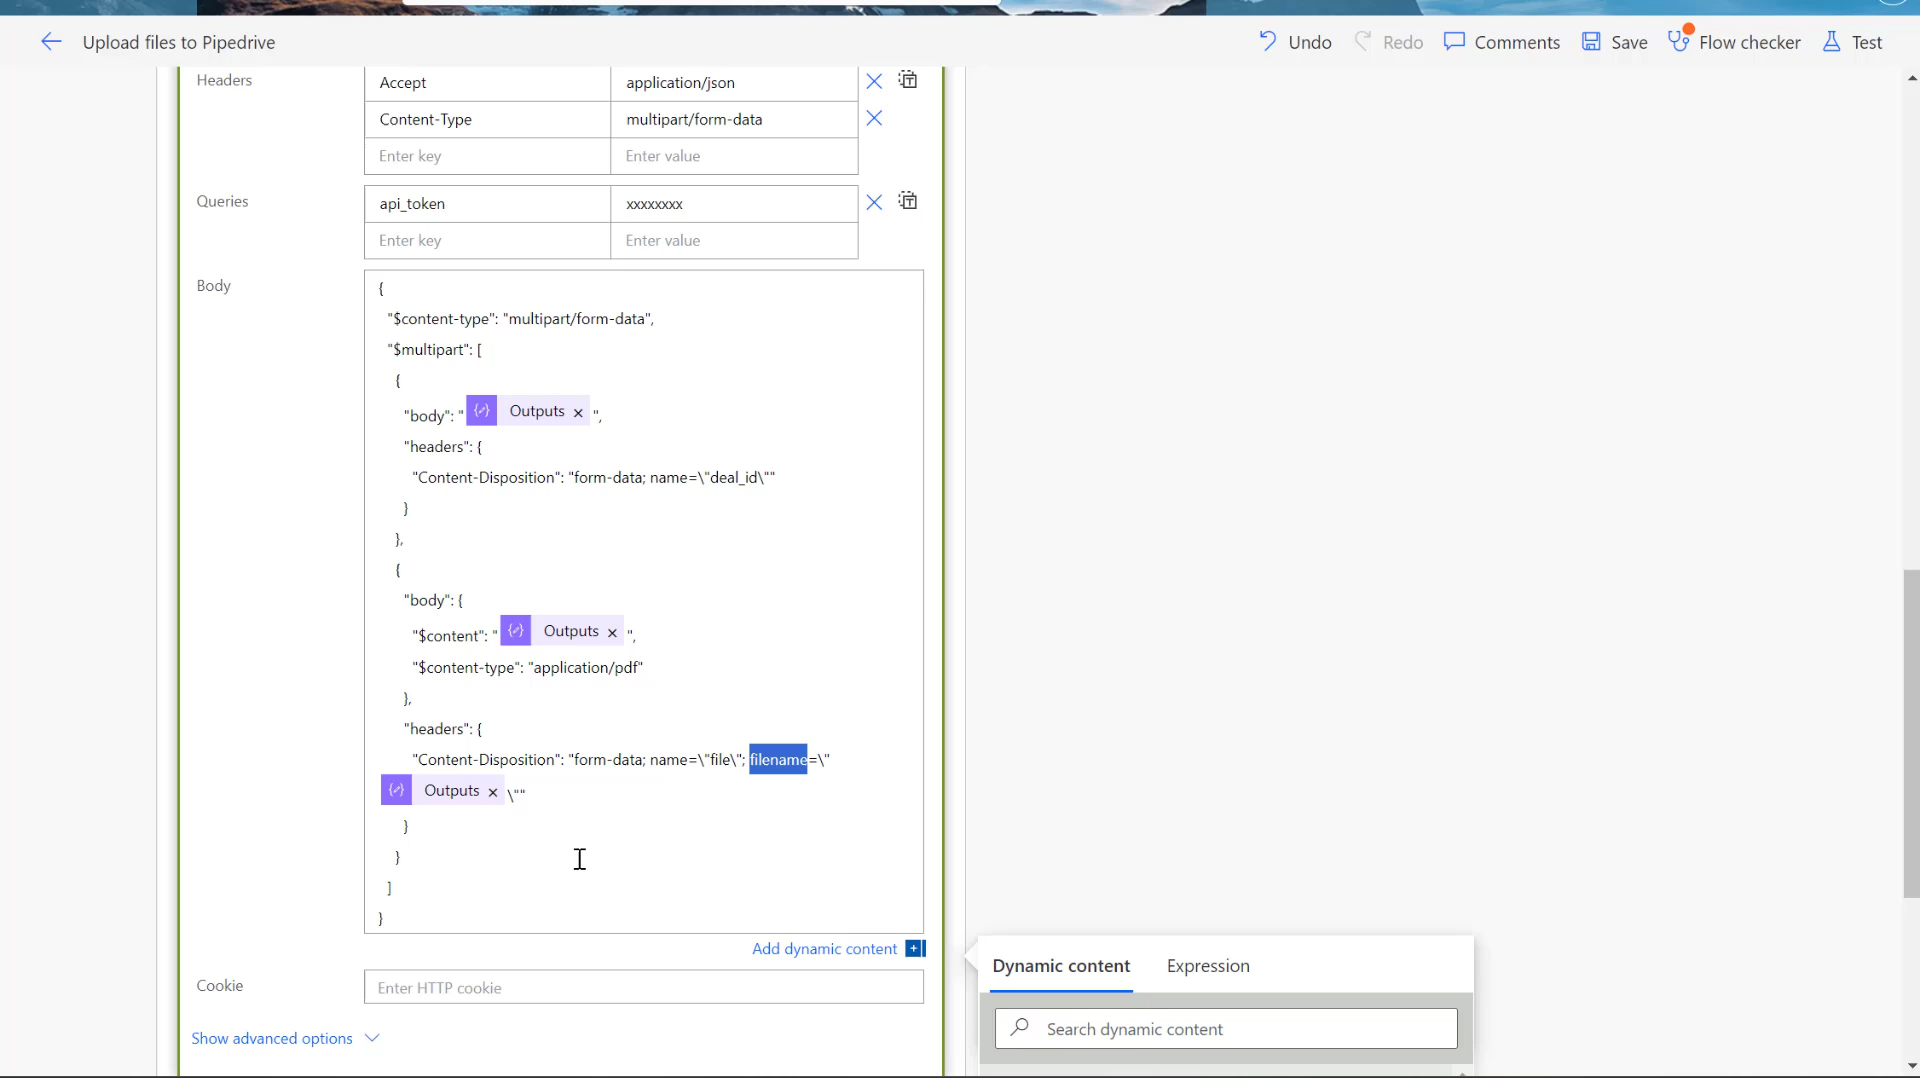 Upload files to Pipedrive
Undo
Redo
Comments
Save
Flow checker
Test
Headers
Accept
application/json
Content-Type
multipart/form-data
Enter key
Enter value
Queries
api_token
xxxxxxxx
Enter key
Enter value
Body
{
"$content-type": "multipart/form-data",
"$multipart": [
{
"body": " Outputs × ",
"headers": {
"Content-Disposition": "form-data; name=\"deal_id\""
}
},
{
"body": {
"$content": " Outputs × ",
"$content-type": "application/pdf"
},
"headers": {
"Content-Disposition": "form-data; name=\"file\"; filename=\"
Outputs × \""
}
}
]
}
Add dynamic content
Cookie
Enter HTTP cookie
Show advanced options
Dynamic content
Expression
Search dynamic content